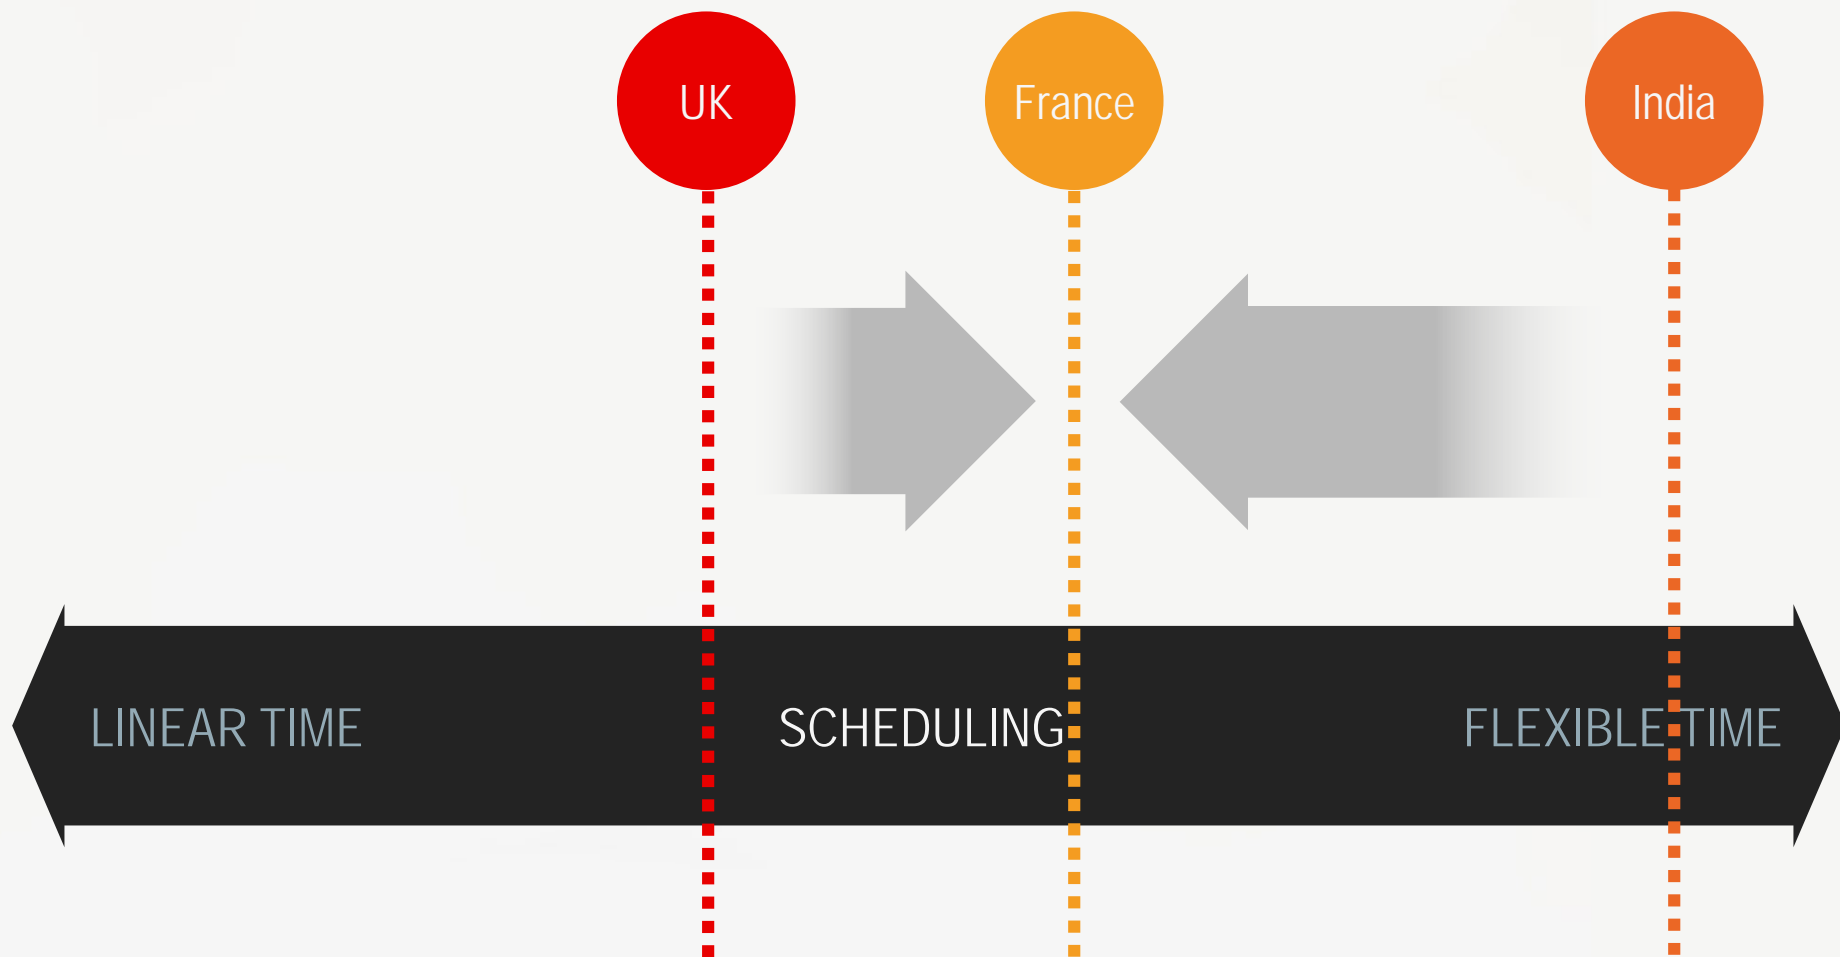 UK
France
India
LINEAR TIME
SCHEDULING
FLEXIBLE TIME